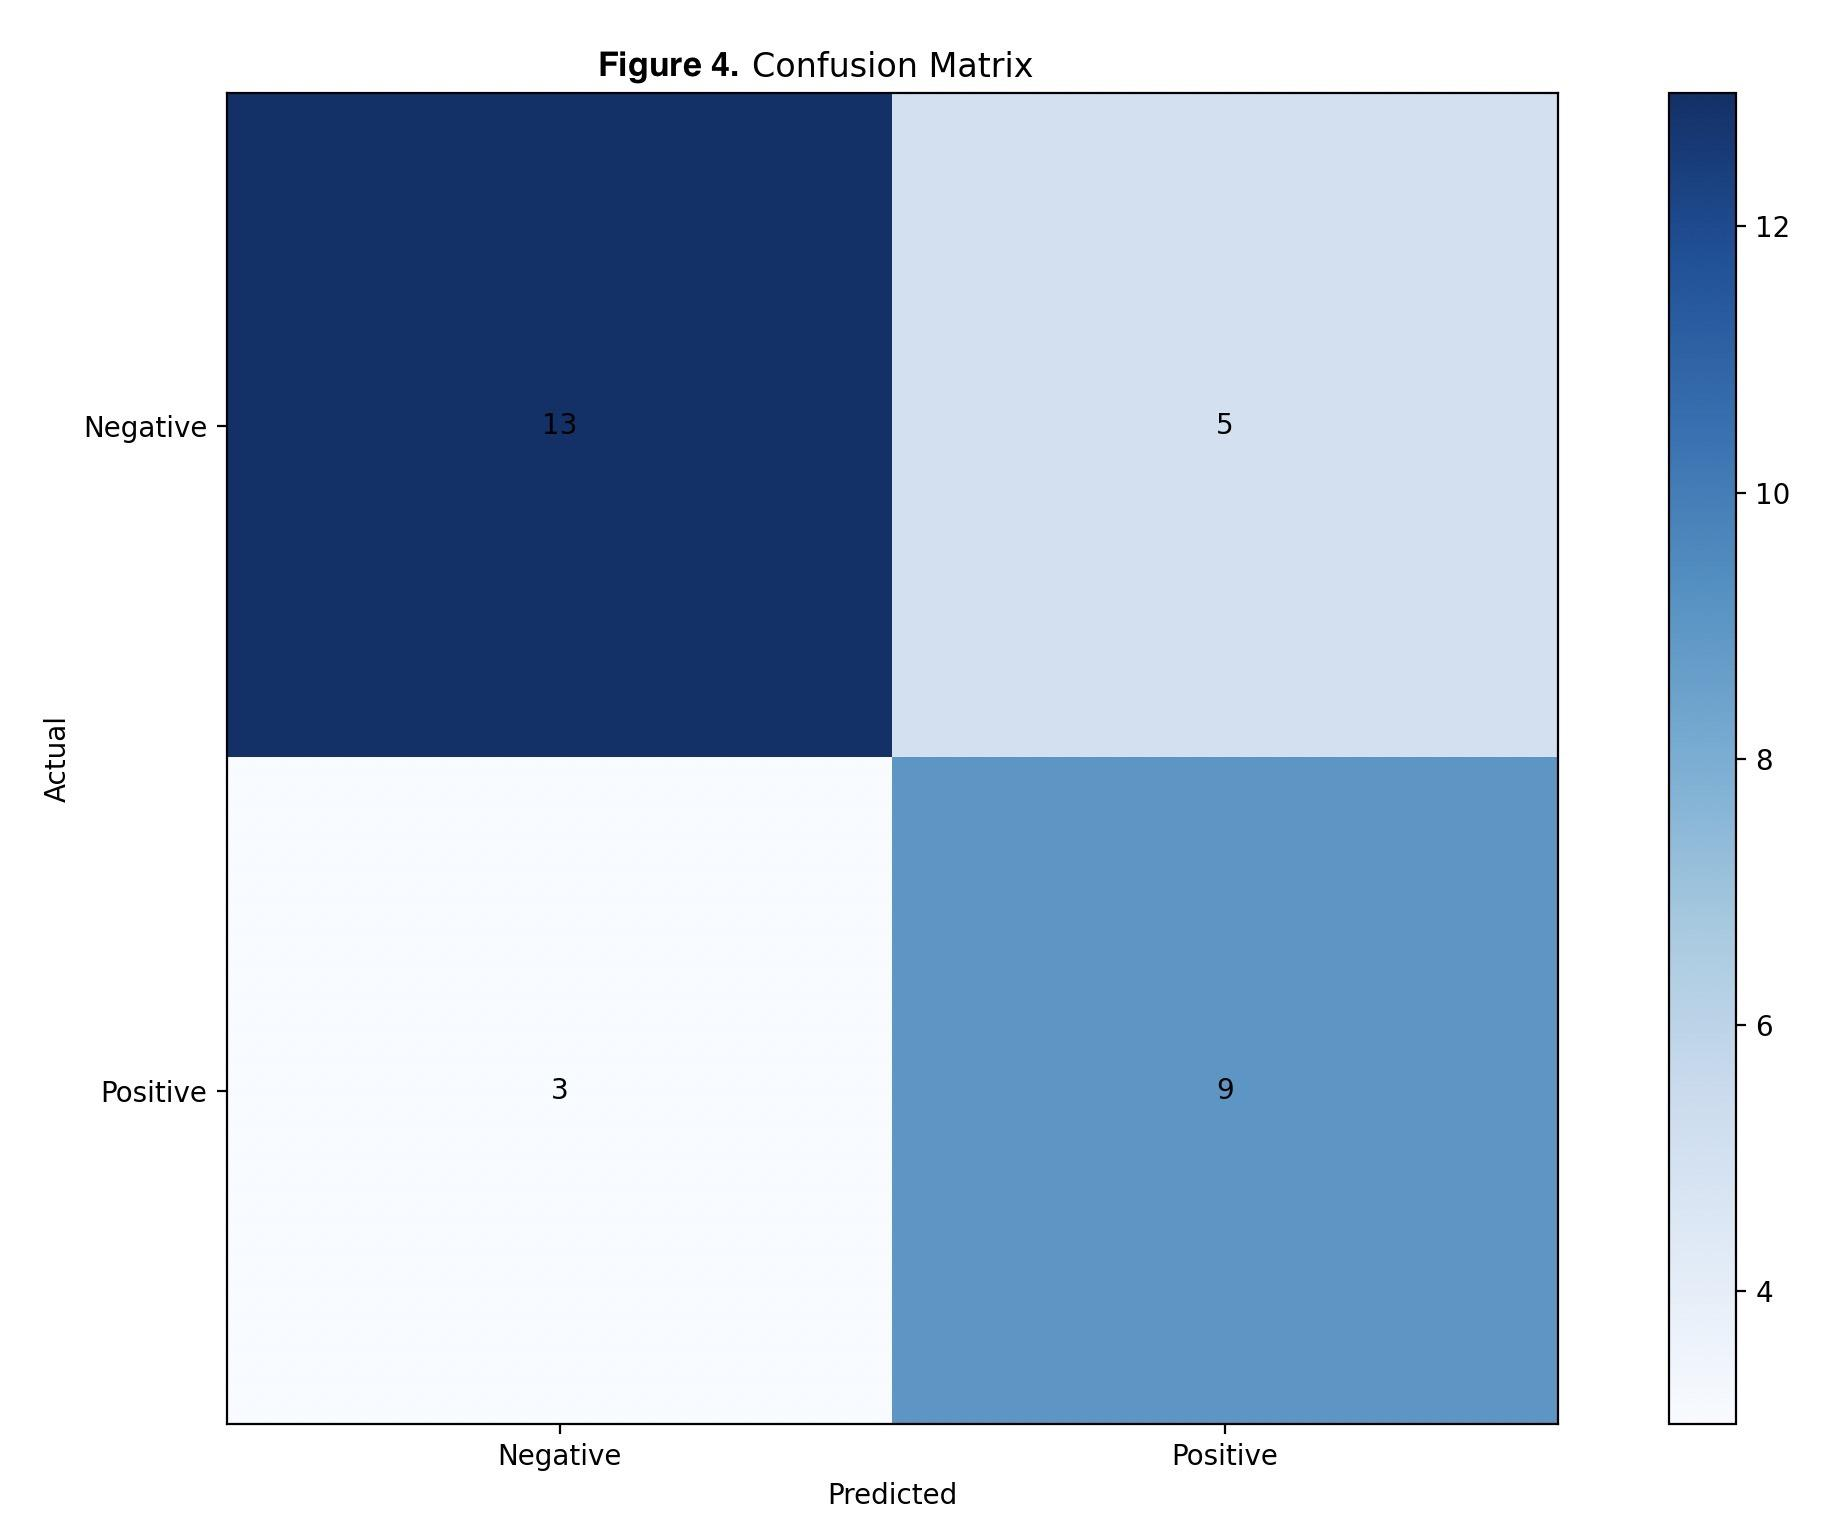 Figure 4. Confusion Matrix
12
Negative 13 5
10
Actual
8
6
Positive 3 9
4
Negative Positive
Predicted